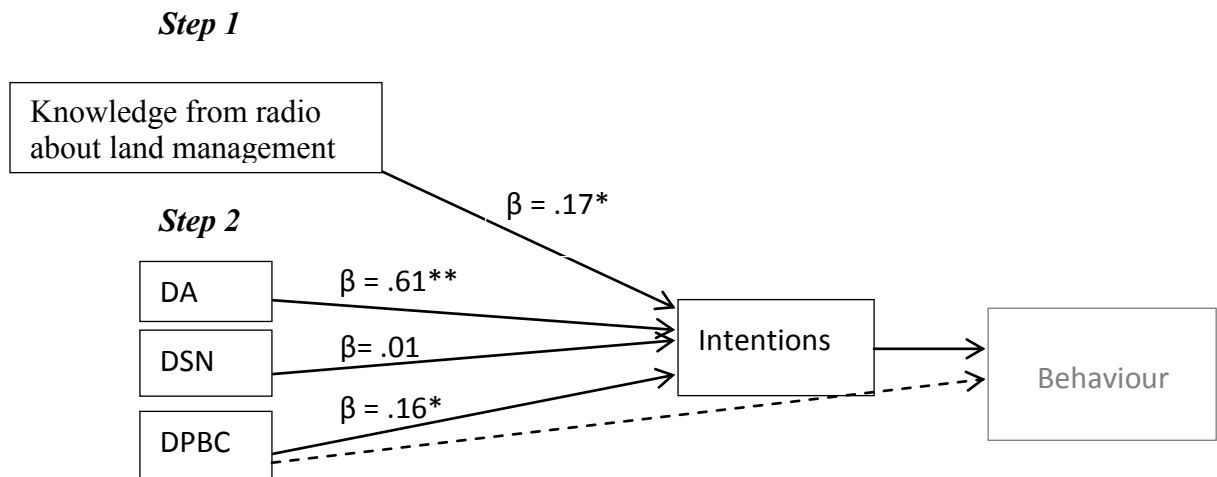 Step 1
Knowledge from radio
about land management
β = .17*
Step 2
DA
β = .61**
DSN
β= .01
DPBC
β = .16*
Intentions
Behaviour